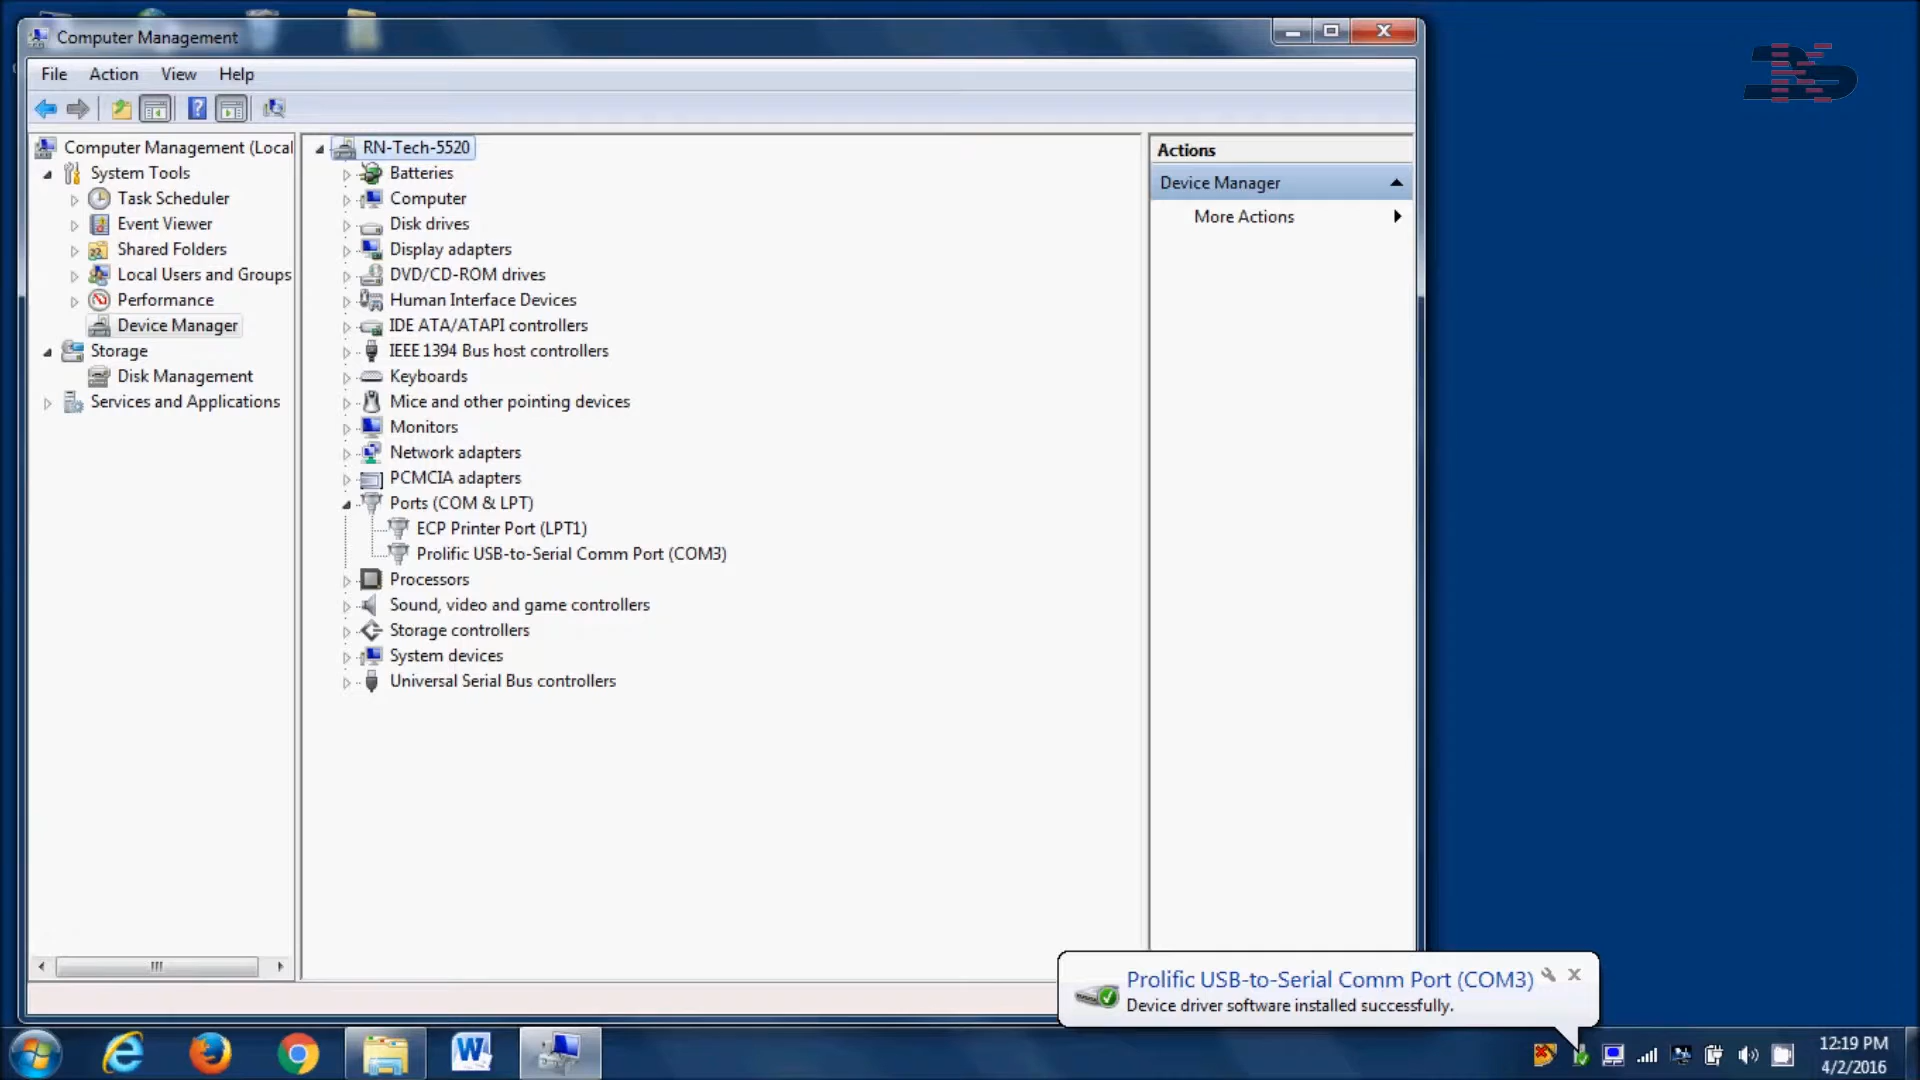 Computer Management
File Action View Help
Computer Management (Local
System Tools
Task Scheduler
Event Viewer
Shared Folders
Local Users and Groups
Performance
Device Manager
Storage
Disk Management
Services and Applications
RN-Tech-5520
Batteries
Computer
Disk drives
Display adapters
DVD/CD-ROM drives
Human Interface Devices
IDE ATA/ATAPI controllers
IEEE 1394 Bus host controllers
Keyboards
Mice and other pointing devices
Monitors
Network adapters
PCMCIA adapters
Ports (COM & LPT)
ECP Printer Port (LPT1)
Prolific USB-to-Serial Comm Port (COM3)
Processors
Sound, video and game controllers
Storage controllers
System devices
Universal Serial Bus controllers
Actions
Device Manager
More Actions
Prolific USB-to-Serial Comm Port (COM3)
Device driver software installed successfully.
12:19 PM
4/2/2016